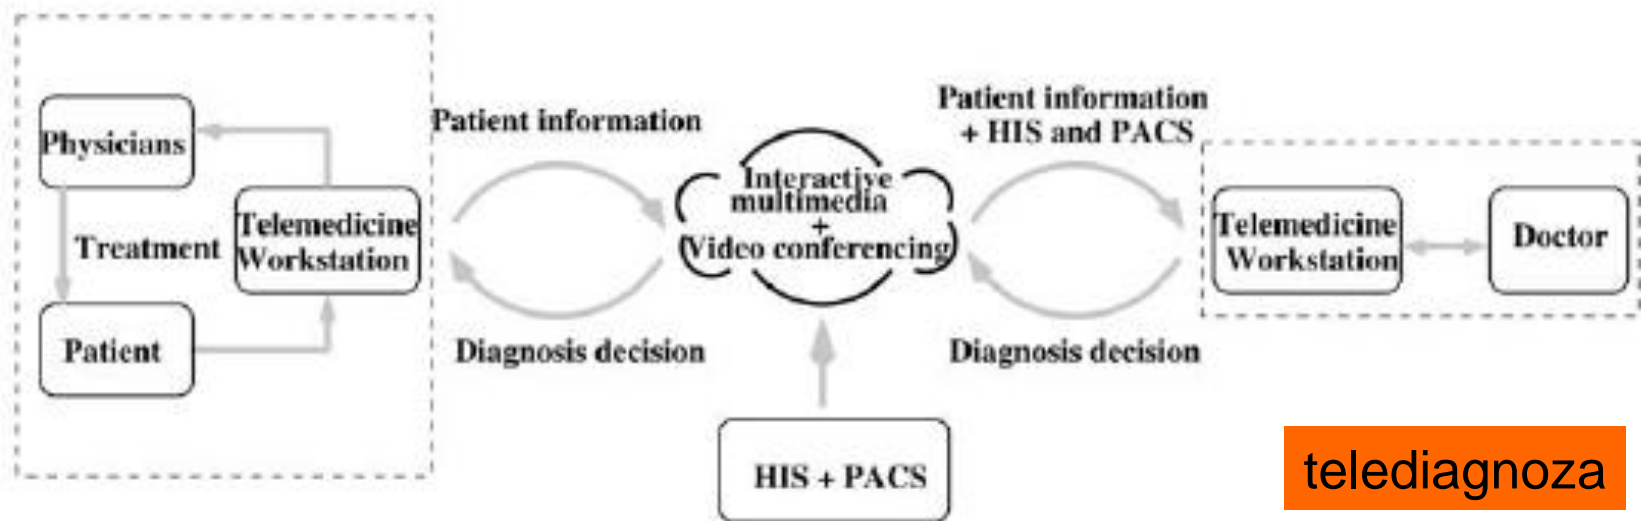 Physicians
Treatment
Patient
Telemedicine
Workstation
Patient information
Diagnosis decision
Interactive
multimedia
+
Video conferencing
HIS + PACS
Patient information
+ HIS and PACS
Diagnosis decision
Telemedicine
Workstation
Doctor
telediagnoza